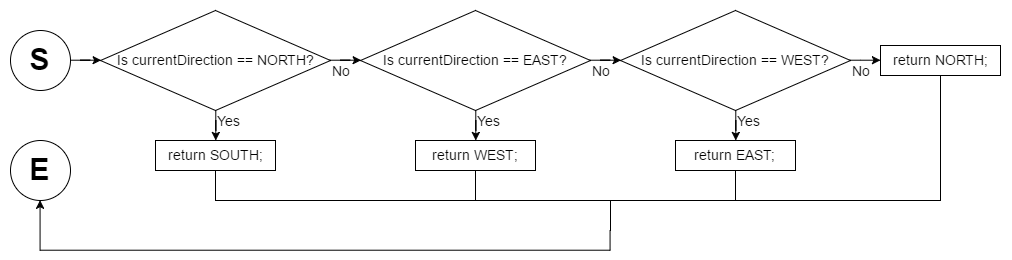 S
Is currentDirection == NORTH?
No
Is currentDirection == EAST?
No
Is currentDirection == WEST?
No
return NORTH;
Yes
Yes
Yes
return SOUTH;
return WEST;
return EAST;
E